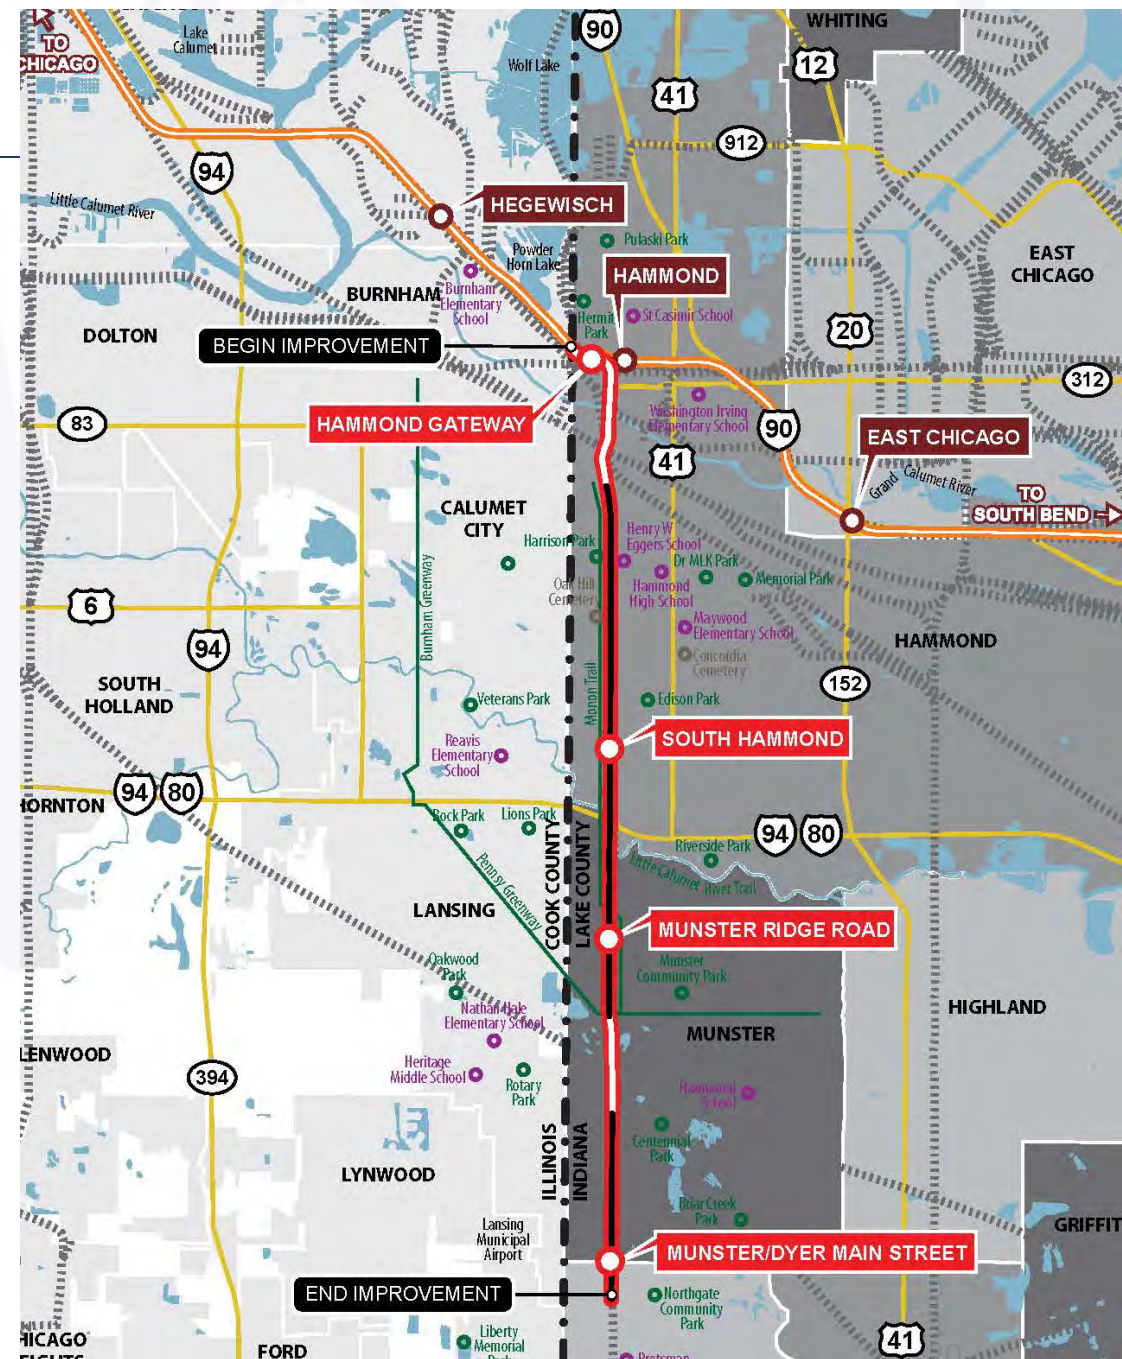 WHITING
90
Lake
Calumet
TO
CHICAGO
Wolf Lake
12
41
912
94
Little Calumet River
HEGEWISCH
Pulaski Park
Powder
Horn Lake
EAST
CHICAGO
HAMMOND
BURNHAM
Burnham
Elementary
School
Hermit
Park
St Casimir School
DOLTON
BEGIN IMPROVEMENT
20
312
83
HAMMOND GATEWAY
Washington Irving
Elementary School
90
EAST CHICAGO
41
Grand Calumet River
TO
SOUTH BEND
CALUMET
CITY
Harrison Park
Henry W
Eggers School
Dr MLK Park
Memorial Park
Oak Hill
Cemetery
Hammond
High School
Burnham Greenway
6
94
Maywood
Elementary School
HAMMOND
Concordia
Cemetery
SOUTH
HOLLAND
152
Veterans Park
Monon Trail
Edison Park
Reavis
Elementary
School
SOUTH HAMMOND
94
80
HORNTON
Bock Park
Lions Park
94
80
Riverside Park
Little Calumet River Trail
COOK COUNTY
LAKE COUNTY
Pennsy Greenway
LANSING
MUNSTER RIDGE ROAD
Oakwood
Park
Munster
Community Park
Nathan Hale
Elementary School
HIGHLAND
MUNSTER
LENWOOD
Heritage
Middle School
394
Rotary
Park
Hammond
School
Centennial
Park
ILLINOIS
INDIANA
LYNWOOD
Briar Creek
Park
Lansing
Municipal
Airport
GRIFFIT
MUNSTER/DYER MAIN STREET
END IMPROVEMENT
Northgate
Community
Park
HICAGO
Liberty
Memorial
FORD
41